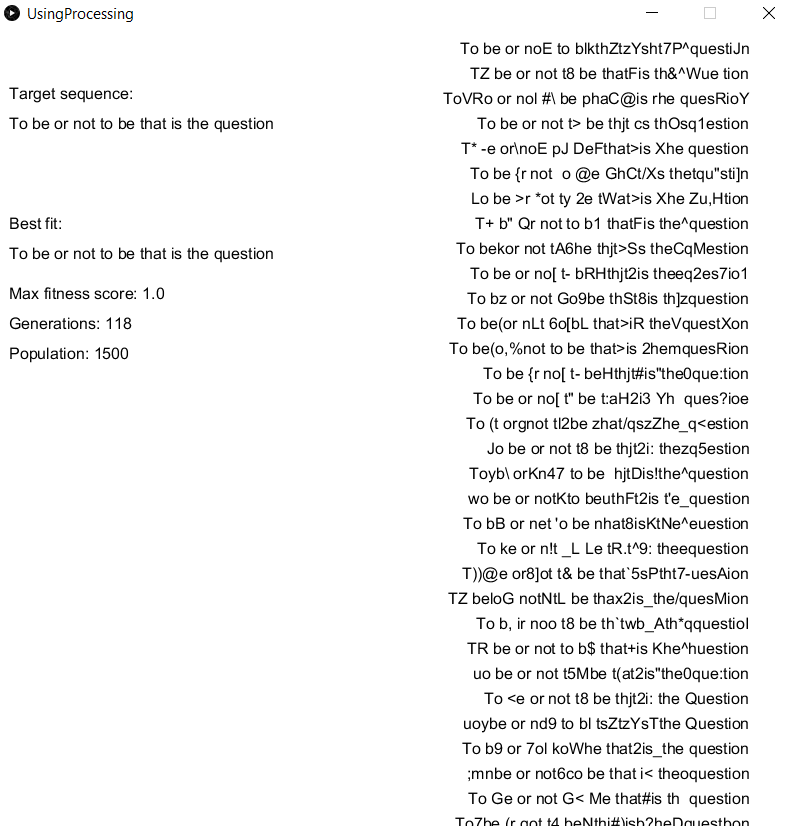 UsingProcessing
Target sequence:
To be or not to be that is the question
Best fit:
To be or not to be that is the question
Max fitness score: 1.0
Generations: 118
Population: 1500
To be or noE to blkthZtzYsht7P^questiJn
TZ be or not t8 be thatFis th&^Wue tion
ToVRo or nol #\ be phaC@is rhe quesRioY
To be or not t> be thjt cs thOsq1estion
T* -e or\noE pJ DeFthat>is Xhe question
To be {r not  o @e GhCt/Xs thetqu"sti]n
Lo be >r *ot ty 2e tWat>is Xhe Zu,Htion
T+ b" Qr not to b1 thatFis the^question
To bekor not tA6he thjt>Ss theCqMestion
To be or no[ t- bRHthjt2is theeq2es7io1
To bz or not Go9be thSt8is th]zquestion
To be(or nLt 6o[bL that>iR theVquestXon
To be(o,%not to be that>is 2hemquesRion
To be {r no[ t- beHthjt#is"the0que:tion
To be or no[ t" be t:aH2i3 Yh  ques?ioe
To (t orgnot tl2be zhat/qszZhe_q<estion
Jo be or not t8 be thjt2i: thezq5estion
Toyb\ orKn47 to be  hjtDis!the^question
wo be or notKto beuthFt2is t'e_question
To bB or net 'o be nhat8isKtNe^euestion
To ke or n!t _L Le tR.t^9: theequestion
T))@e or8]ot t& be that`5sPtht7-uesAion
TZ beloG notNtL be thax2is_the/quesMion
To b, ir noo t8 be th`twb_Ath*qquestiol
TR be or not to b$ that+is Khe^huestion
uo be or not t5Mbe t(at2is"the0que:tion
To <e or not t8 be thjt2i: the Question
uoybe or nd9 to bl tsZtzYsTthe Question
To b9 or 7ol koWhe that2is_the question
;mnbe or not6co be that i< theoquestion
To Ge or not G< Me that#is th  question